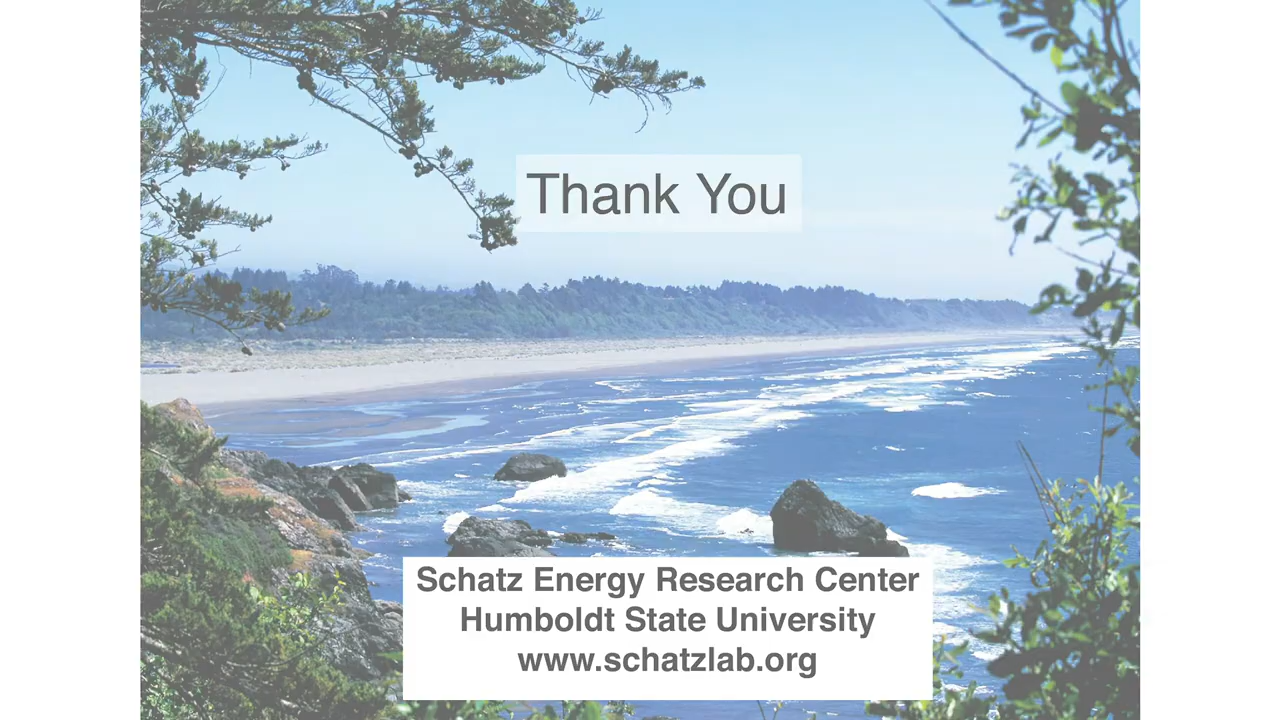 Thank You
Schatz Energy Research Center
Humboldt State University
www.schatzlab.org